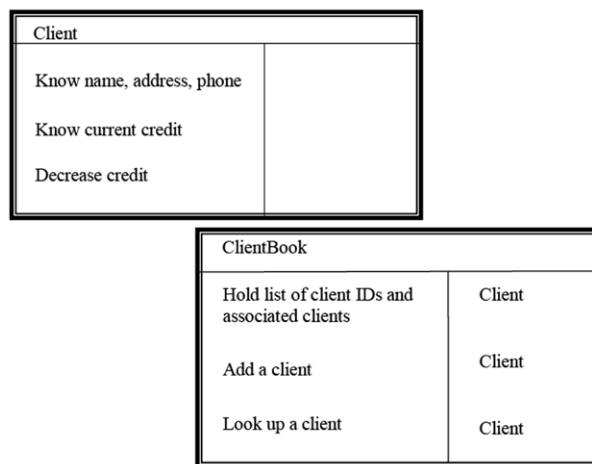 Client
Know name, address, phone
Know current credit
Decrease credit
ClientBook
Hold list of client IDs and
associated clients
Client
Add a client
Client
Look up a client
Client